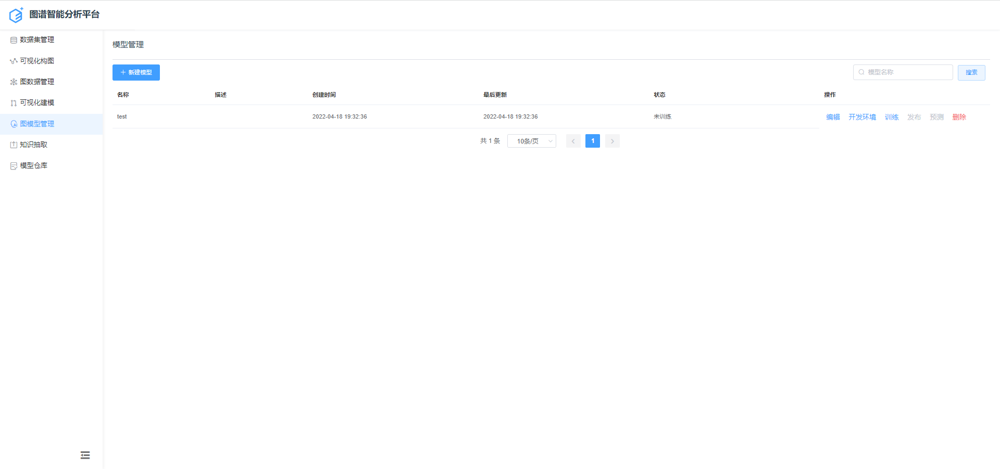 图谱智能分析平台
数据集管理
可视化构图
图数据管理
可视化建模
图模型管理
知识抽取
模型仓库
模型管理
新建模型
模型名称 搜索
名称 描述 创建时间 最后更新 状态 操作
test 2022-04-18 19:32:36 2022-04-18 19:32:36 未训练 编辑 开发环境 训练 发布 预测 删除
共 1 条 10条/页 1